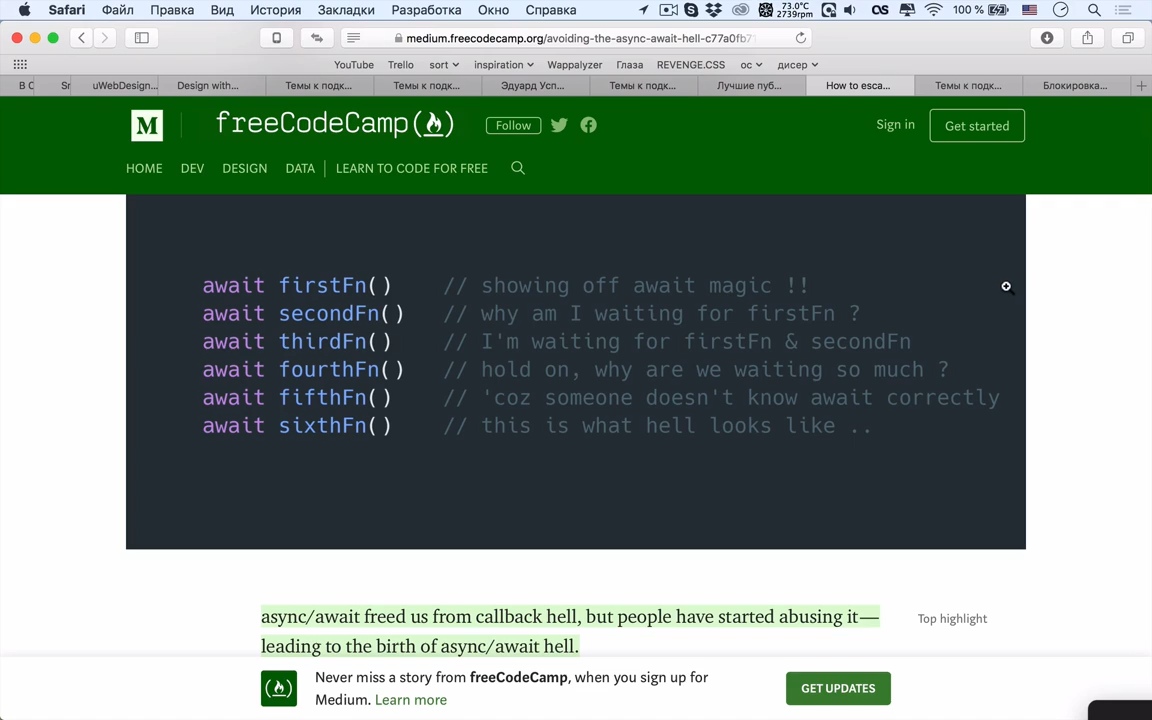 Safari Файл Правка Вид История Закладки Разработка Окно Справка 73.0°C 2739rpm 100 %
medium.freecodecamp.org/avoiding-the-async-await-hell-c77a0fb7
YouTube Trello sort inspiration Wappalyzer Глаза REVENGE.CSS ос дисер
В С Sr uWebDesign... Design with... Темы к подк... Темы к подк... Эдуард Усп... Темы к подк... Лучшие пуб... How to esca... Темы к подк... Блокировка...
M freeCodeCamp Follow Sign in Get started
HOME DEV DESIGN DATA LEARN TO CODE FOR FREE
await firstFn() // showing off await magic !!
await secondFn() // why am I waiting for firstFn ?
await thirdFn() // I'm waiting for firstFn & secondFn
await fourthFn() // hold on, why are we waiting so much ?
await fifthFn() // 'coz someone doesn't know await correctly
await sixthFn() // this is what hell looks like ..
async/await freed us from callback hell, but people have started abusing it— Top highlight
leading to the birth of async/await hell.
Never miss a story from freeCodeCamp, when you sign up for
Medium. Learn more
GET UPDATES